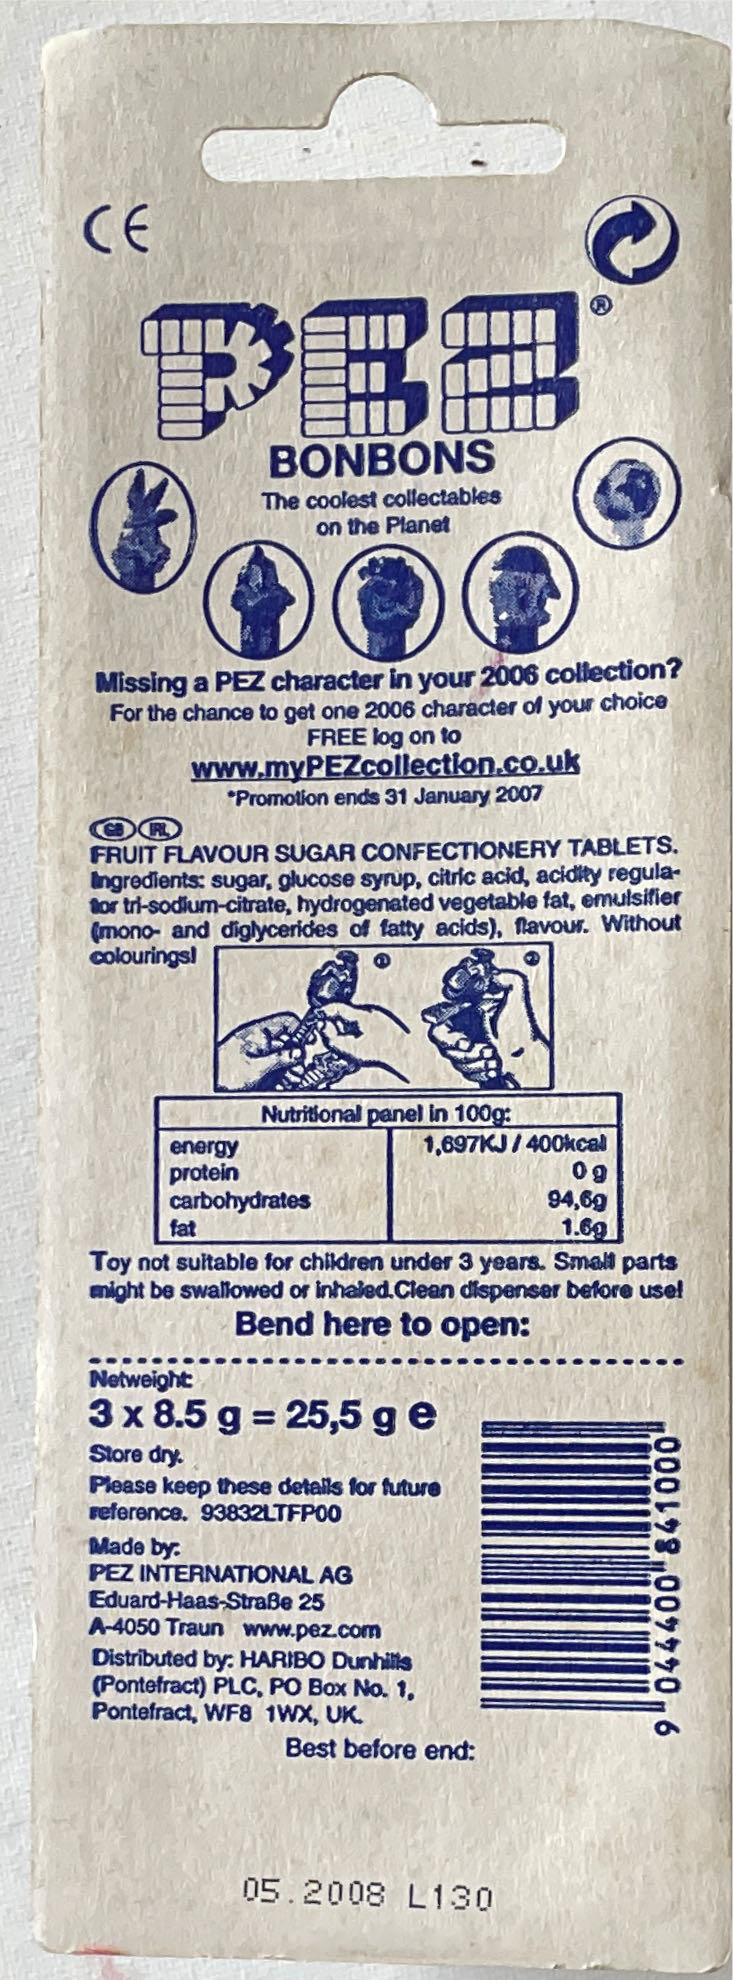 CE
PEZ®
BONBONS
The coolest collectables
on the Planet
Missing a PEZ character in your 2006 collection?
For the chance to get one 2006 character of your choice
FREE log on to
www.myPEZcollection.co.uk
*Promotion ends 31 January 2007
GB IRL
FRUIT FLAVOUR SUGAR CONFECTIONERY TABLETS.
Ingredients: sugar, glucose syrup, citric acid, acidity regula-
tor tri-sodium-citrate, hydrogenated vegetable fat, emulsifier
(mono- and diglycerides of fatty acids), flavour. Without
colourings!
1 2
Nutritional panel in 100g:
energy 1,697KJ / 400kcal
protein 0 g
carbohydrates 94,6g
fat 1.6g
Toy not suitable for children under 3 years. Small parts
might be swallowed or inhaled.Clean dispenser before use!
Bend here to open:
Netweight:
3 x 8.5 g = 25,5 g e
Store dry.
Please keep these details for future
reference. 93832LTFP00
Made by:
PEZ INTERNATIONAL AG
Eduard-Haas-Straße 25
A-4050 Traun www.pez.com
Distributed by: HARIBO Dunhills
(Pontefract) PLC, PO Box No. 1,
Pontefract, WF8 1WX, UK.
9 044400 841000
Best before end:
05.2008 L130